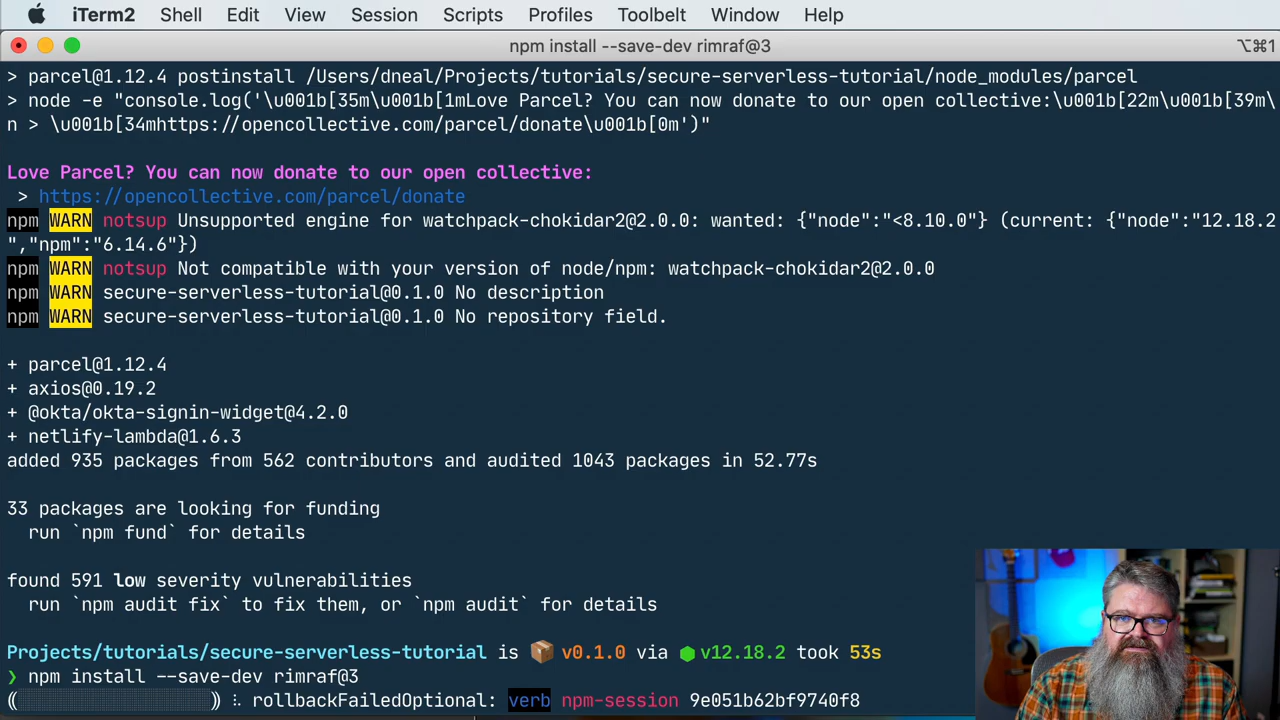 iTerm2 Shell Edit View Session Scripts Profiles Toolbelt Window Help
npm install --save-dev rimraf@3 ⌥⌘1
> parcel@1.12.4 postinstall /Users/dneal/Projects/tutorials/secure-serverless-tutorial/node_modules/parcel
> node -e "console.log('\u001b[35m\u001b[1mLove Parcel? You can now donate to our open collective:\u001b[22m\u001b[39m\
n > \u001b[34mhttps://opencollective.com/parcel/donate\u001b[0m')"
Love Parcel? You can now donate to our open collective:
> https://opencollective.com/parcel/donate
npm WARN notsup Unsupported engine for watchpack-chokidar2@2.0.0: wanted: {"node":"<8.10.0"} (current: {"node":"12.18.2
","npm":"6.14.6"})
npm WARN notsup Not compatible with your version of node/npm: watchpack-chokidar2@2.0.0
npm WARN secure-serverless-tutorial@0.1.0 No description
npm WARN secure-serverless-tutorial@0.1.0 No repository field.
+ parcel@1.12.4
+ axios@0.19.2
+ @okta/okta-signin-widget@4.2.0
+ netlify-lambda@1.6.3
added 935 packages from 562 contributors and audited 1043 packages in 52.77s
33 packages are looking for funding
run `npm fund` for details
found 591 low severity vulnerabilities
run `npm audit fix` to fix them, or `npm audit` for details
Projects/tutorials/secure-serverless-tutorial is 📦 v0.1.0 via ⬢ v12.18.2 took 53s
❯ npm install --save-dev rimraf@3
((░░░░░░░░░░░░░░░░░░)) ⠦ rollbackFailedOptional: verb npm-session 9e051b62bf9740f8